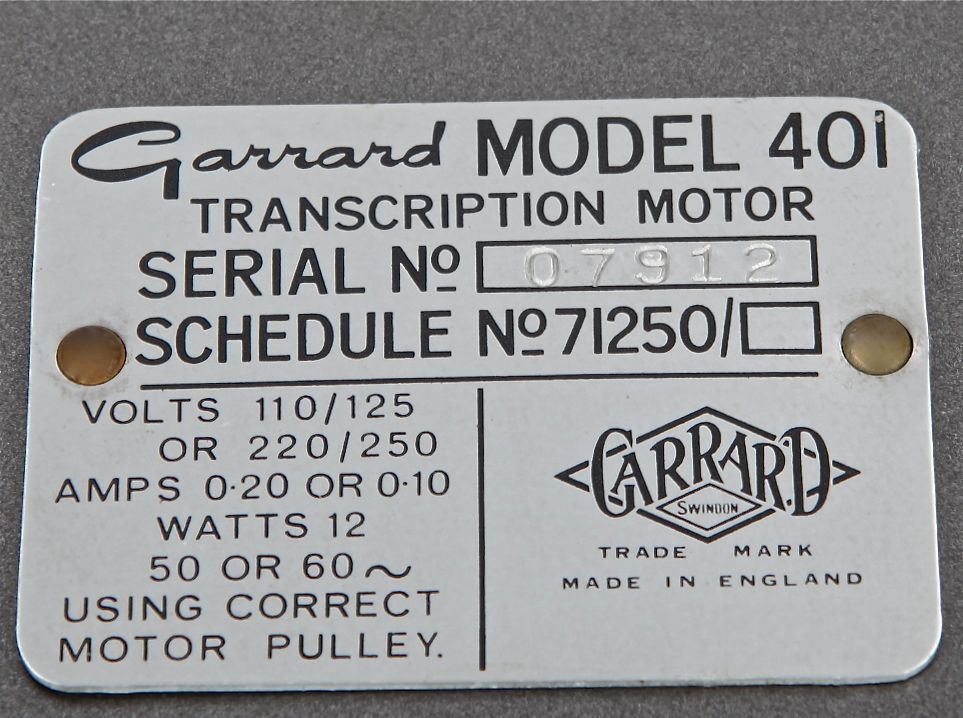 Garrard MODEL 401
TRANSCRIPTION MOTOR
SERIAL Nº 07912
SCHEDULE Nº 71250/
VOLTS 110/125
OR 220/250
AMPS 0·20 OR 0·10
WATTS 12
50 OR 60~
USING CORRECT
MOTOR PULLEY.
GARRARD
SWINDON
TRADE MARK
MADE IN ENGLAND